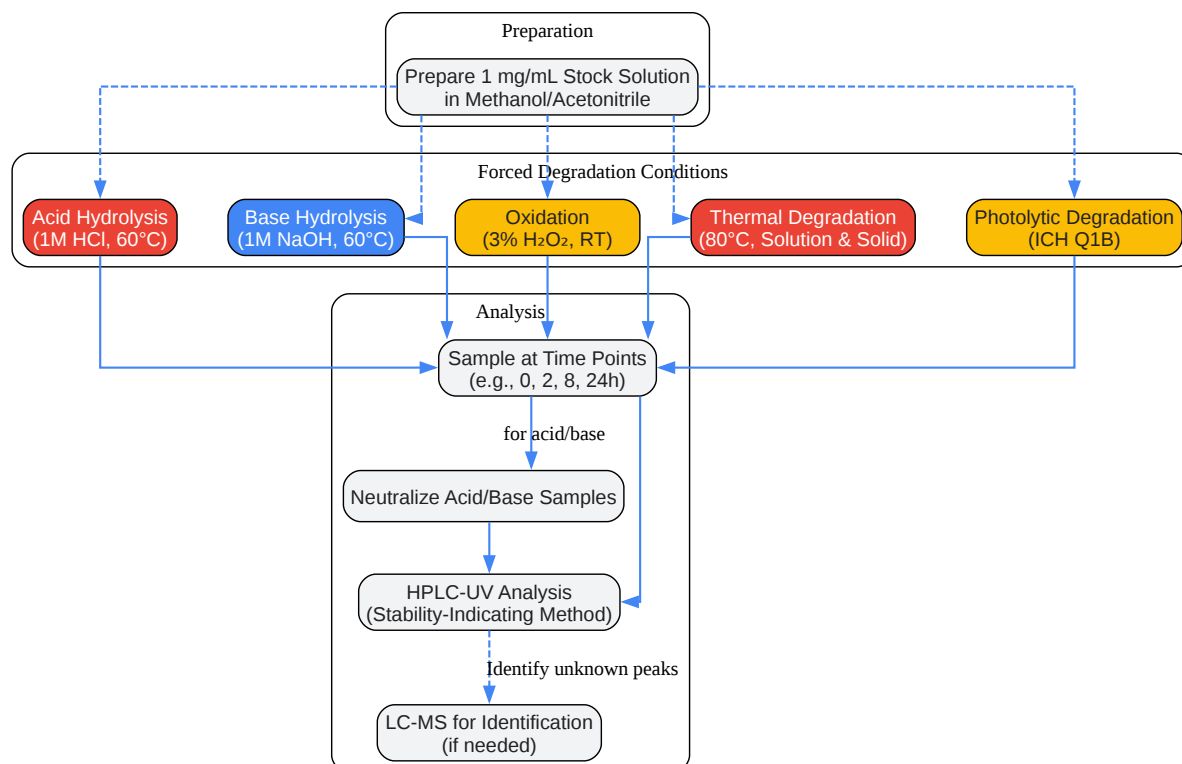 Preparation
Prepare 1 mg/mL Stock Solution
in Methanol/Acetonitrile
Forced Degradation Conditions
Acid Hydrolysis
(1M HCl, 60°C)
Base Hydrolysis
(1M NaOH, 60°C)
Oxidation
(3% H₂O₂, RT)
Thermal Degradation
(80°C, Solution & Solid)
Photolytic Degradation
(ICH Q1B)
Analysis
Sample at Time Points
(e.g., 0, 2, 8, 24h)
for acid/base
Neutralize Acid/Base Samples
HPLC-UV Analysis
(Stability-Indicating Method)
Identify unknown peaks
LC-MS for Identification
(if needed)